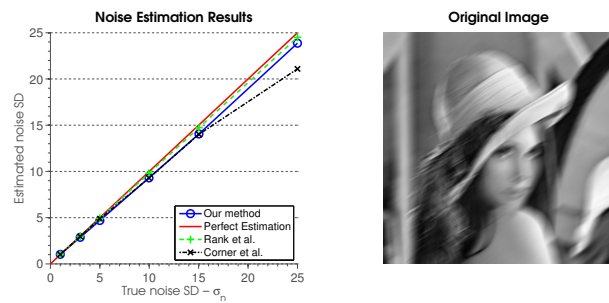 Noise Estimation Results
Original Image
25
20
15
10
5
0
Estimated noise SD
Our method
Perfect Estimation
Rank et al.
Corner et al.
0 5 10 15 20 25
True noise SD – σn